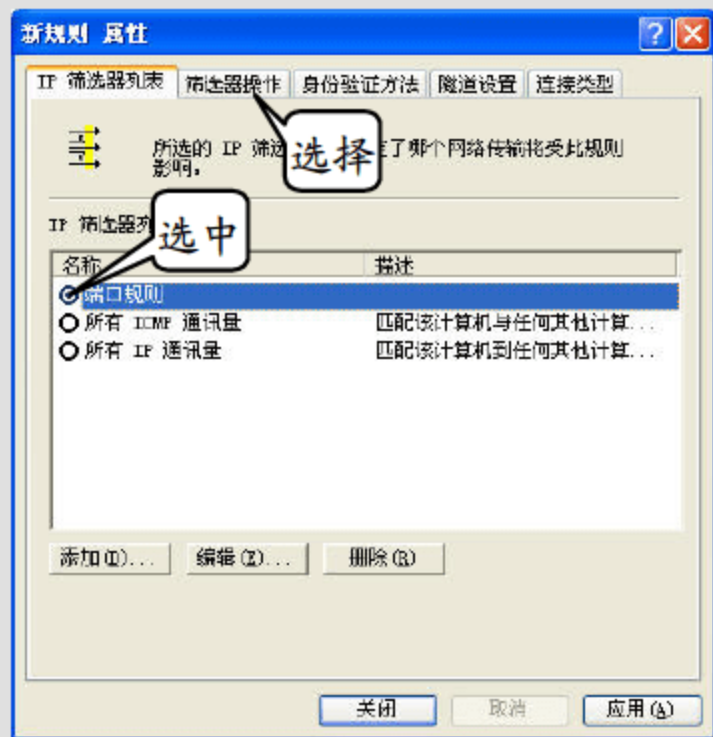 新规则 属性
IP 筛选器列表 筛选器操作 身份验证方法 隧道设置 连接类型
所选的 IP 筛选 了哪个网络传输将受此规则
影响。
选择
IP 筛选器列
选中
名称 描述
端口规则
所有 ICMP 通讯量 匹配该计算机与任何其他计算...
所有 IP 通讯量 匹配该计算机到任何其他计算...
添加(D)... 编辑(E)... 删除(R)
关闭 取消 应用(A)